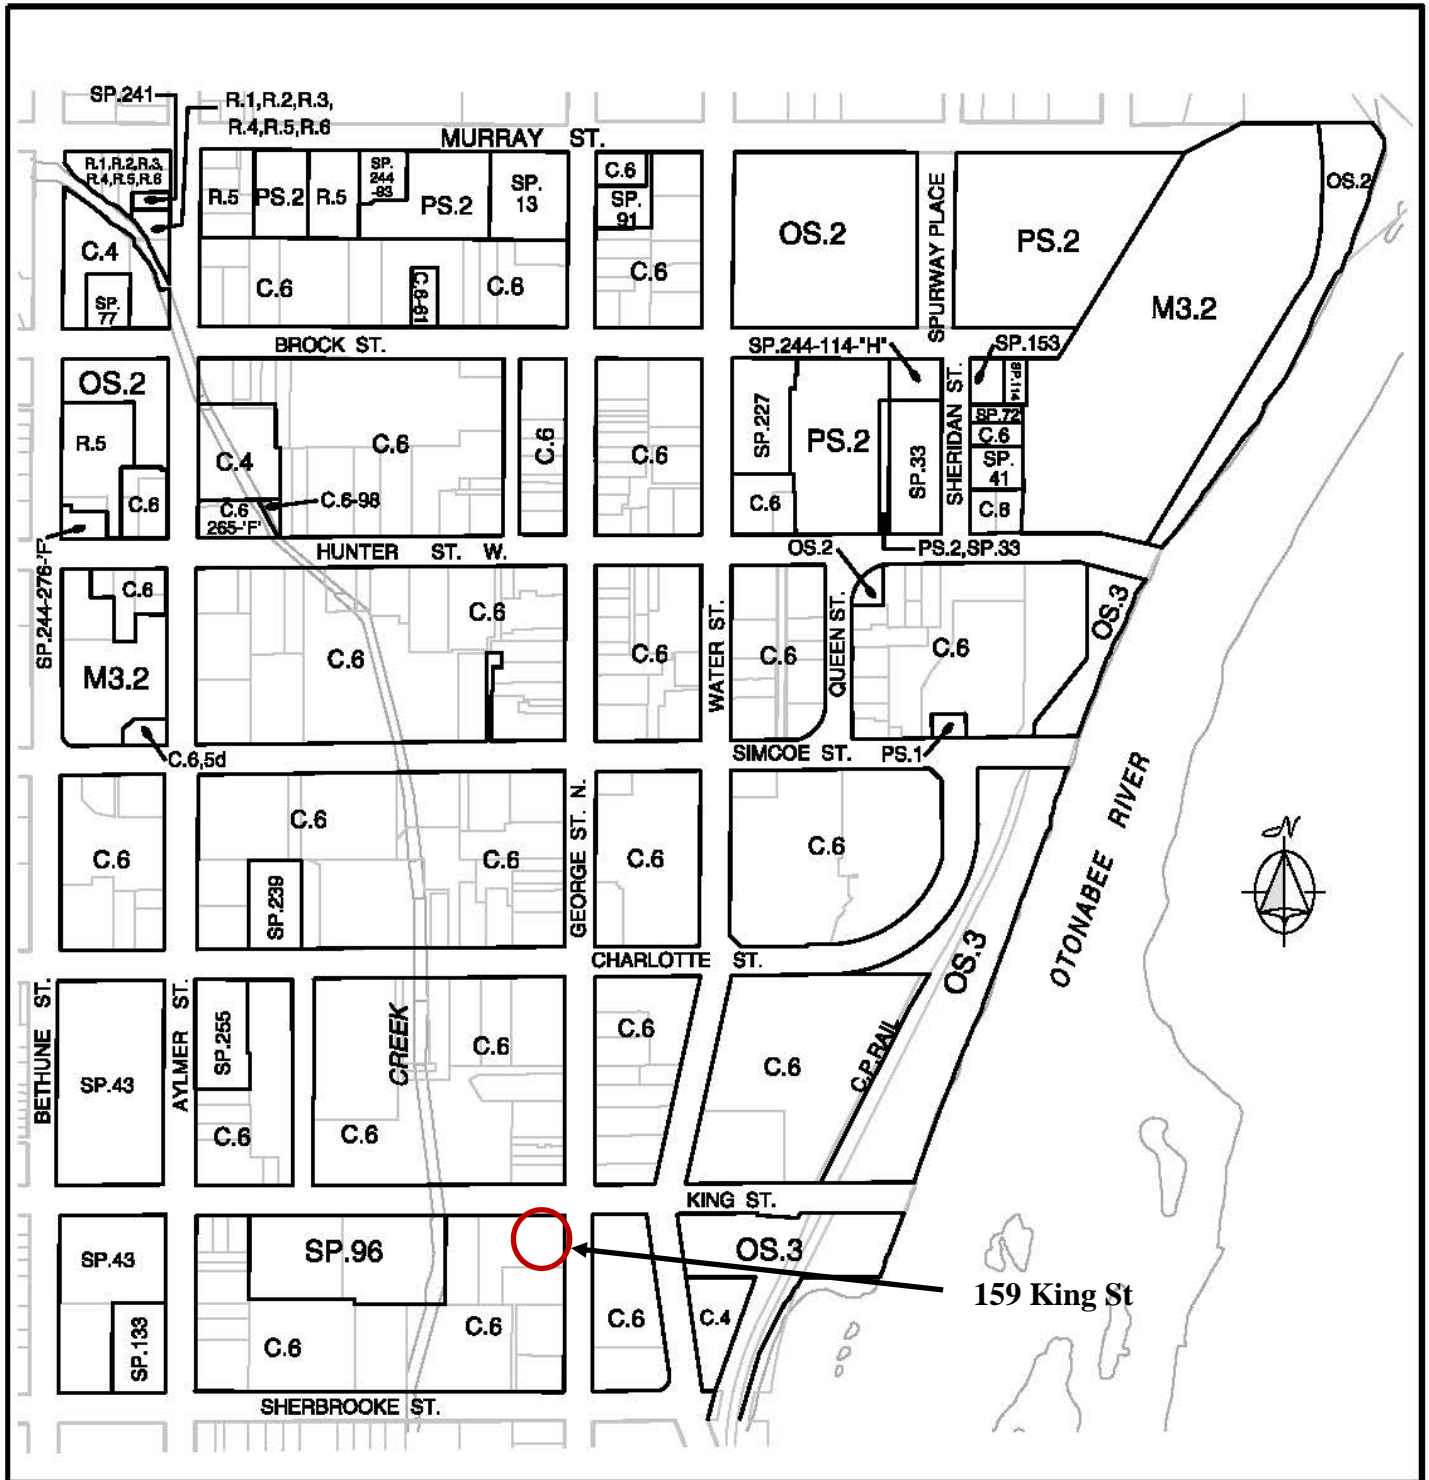 SP.241
R.1,R.2,R.3,
R.4,R.5,R.6
MURRAY ST.
R.1,R.2,R.3,
R.4,R.5,R.6
R.5
PS.2
R.5
SP.
244
-93
PS.2
SP.
13
C.6
SP.
91
OS.2
SPURWAY PLACE
PS.2
OS.2
C.4
SP.
77
C.6
C.6-61
C.6
C.6
M3.2
BROCK ST.
SP.244-114-"H"
SP.153
OS.2
R.5
C.6
C.4
C.6
265-'F'
C.6-98
C.6
C.6
C.6
SP.227
C.6
PS.2
SP.33
SHERIDAN ST.
SP.114
SP.72
C.6
SP.
41
C.6
SP.244-276-'F'
HUNTER ST. W.
OS.2
PS.2,SP.33
C.6
M3.2
C.6,5d
C.6
C.6
C.6
WATER ST.
C.6
QUEEN ST.
C.6
OS.3
PS.1
SIMCOE ST.
C.6
C.6
SP.239
C.6
GEORGE ST. N.
C.6
C.6
OTONABEE RIVER
N
CHARLOTTE ST.
OS.3
BETHUNE ST.
SP.43
AYLMER ST.
SP.255
C.6
CREEK
C.6
C.6
C.6
C.6
C.P.RAIL
KING ST.
SP.43
SP.133
SP.96
C.6
C.6
C.6
OS.3
C.4
159 King St
SHERBROOKE ST.